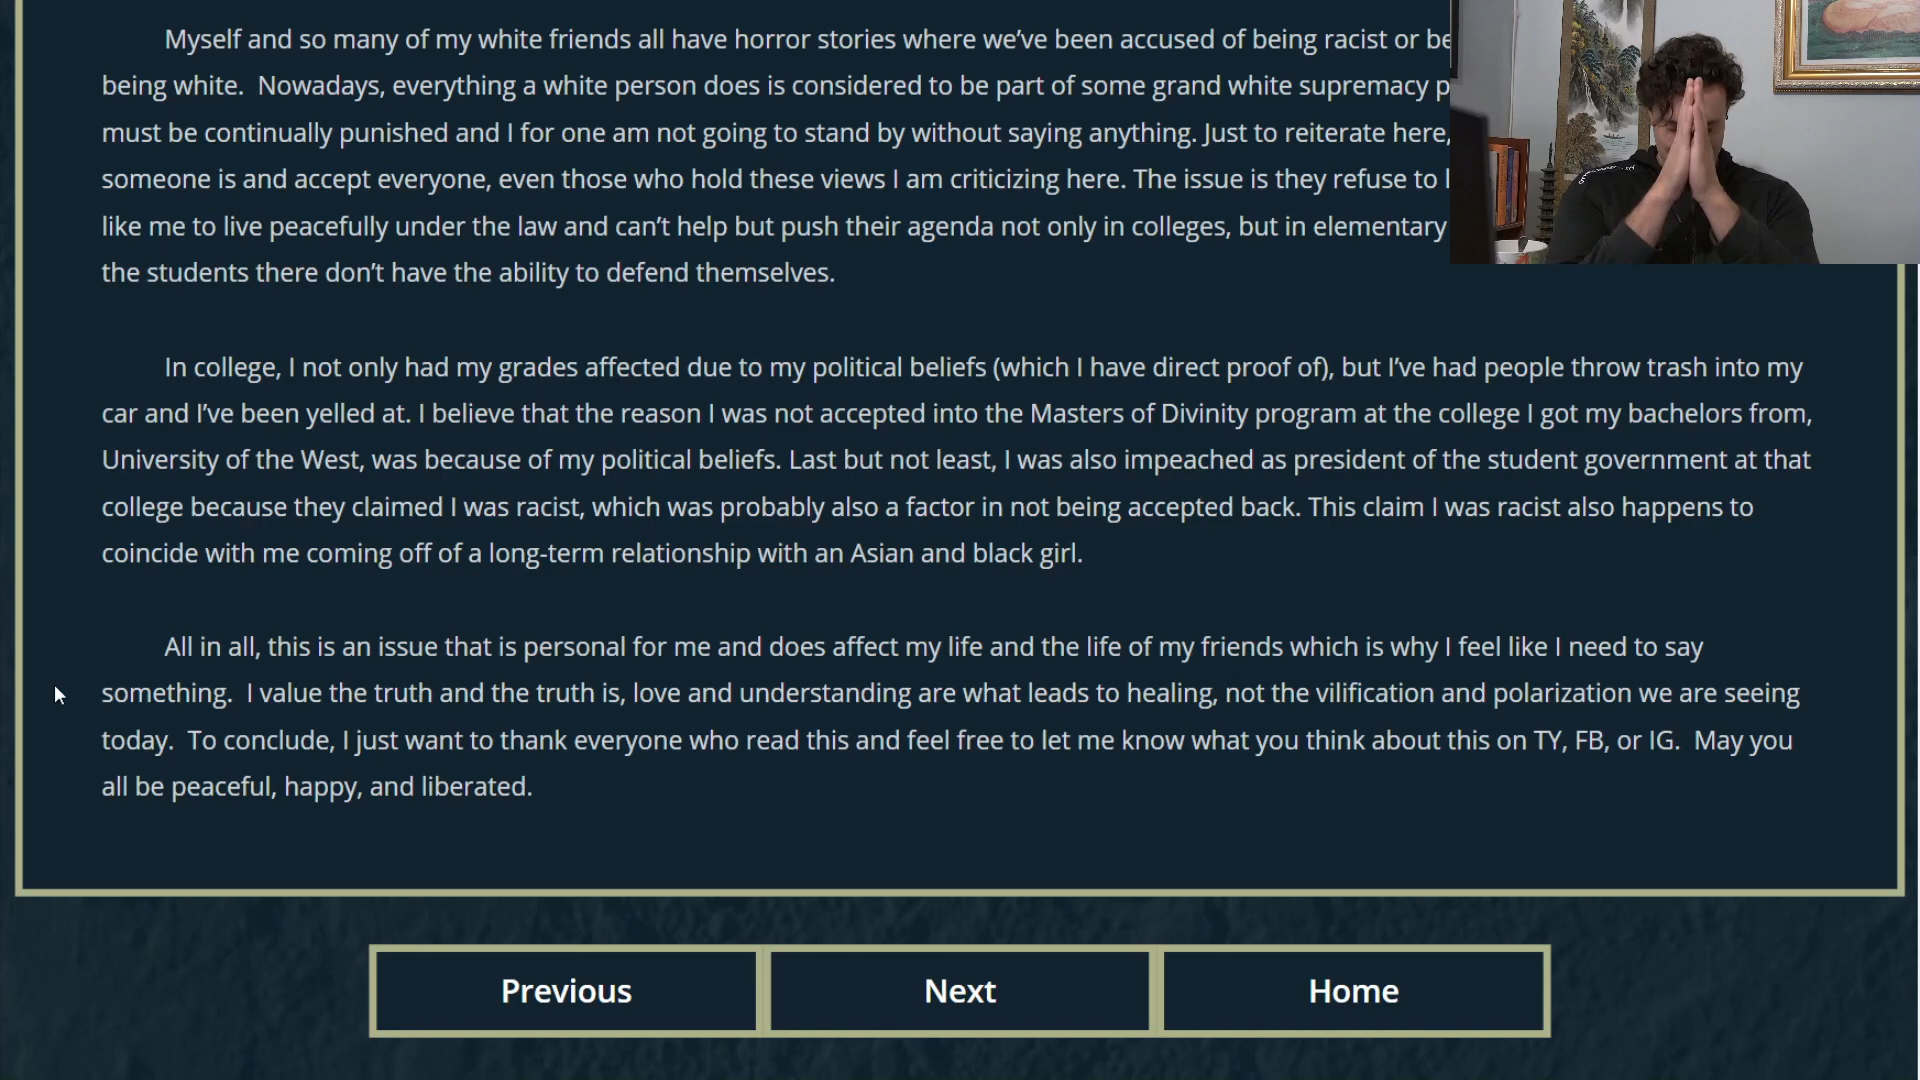 Myself and so many of my white friends all have horror stories where we’ve been accused of being racist or be
being white.  Nowadays, everything a white person does is considered to be part of some grand white supremacy p
must be continually punished and I for one am not going to stand by without saying anything. Just to reiterate here,
someone is and accept everyone, even those who hold these views I am criticizing here. The issue is they refuse to l
like me to live peacefully under the law and can’t help but push their agenda not only in colleges, but in elementary
the students there don’t have the ability to defend themselves.
In college, I not only had my grades affected due to my political beliefs (which I have direct proof of), but I’ve had people throw trash into my
car and I’ve been yelled at. I believe that the reason I was not accepted into the Masters of Divinity program at the college I got my bachelors from,
University of the West, was because of my political beliefs. Last but not least, I was also impeached as president of the student government at that
college because they claimed I was racist, which was probably also a factor in not being accepted back. This claim I was racist also happens to
coincide with me coming off of a long-term relationship with an Asian and black girl.
All in all, this is an issue that is personal for me and does affect my life and the life of my friends which is why I feel like I need to say
something.  I value the truth and the truth is, love and understanding are what leads to healing, not the vilification and polarization we are seeing
today.  To conclude, I just want to thank everyone who read this and feel free to let me know what you think about this on TY, FB, or IG.  May you
all be peaceful, happy, and liberated.
Previous
Next
Home